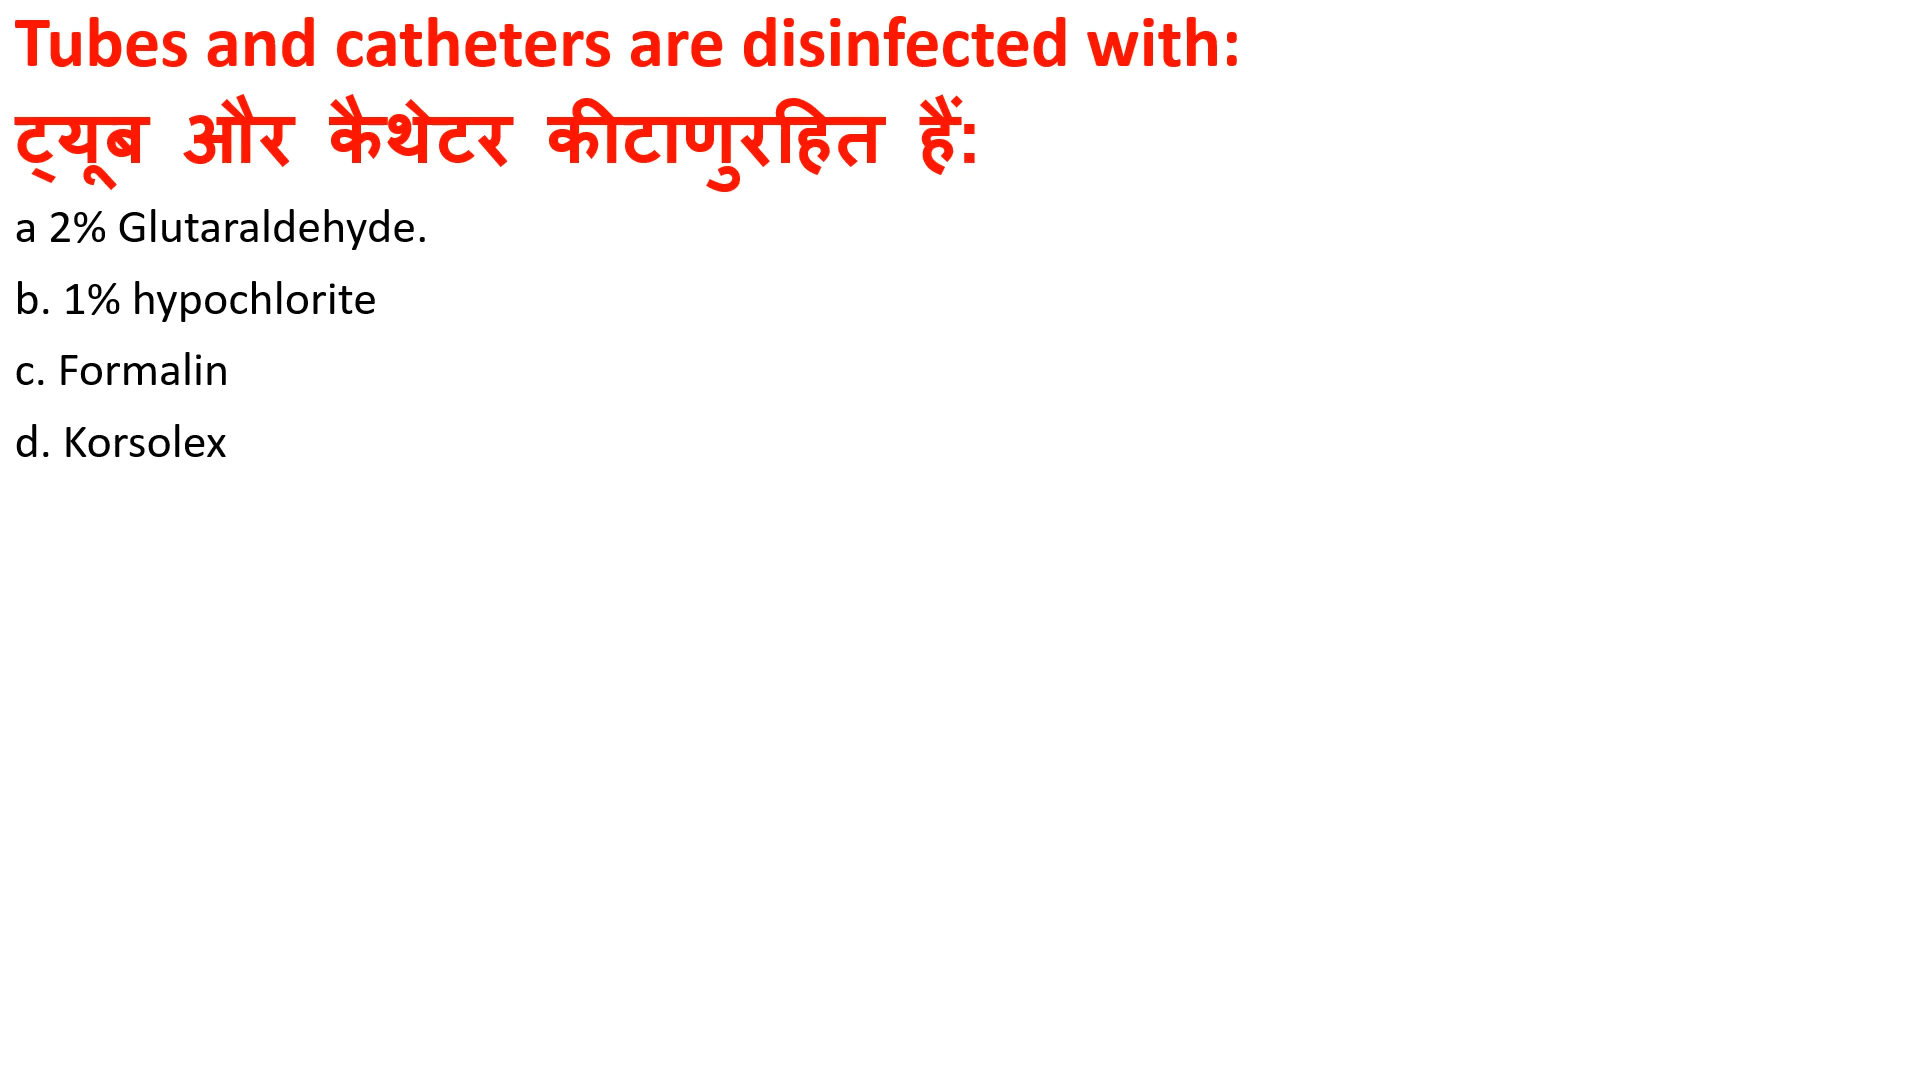 Tubes and catheters are disinfected with:
ट्यूब और कैथेटर कीटाणुरहित हैं:
a 2% Glutaraldehyde.
b. 1% hypochlorite
c. Formalin
d. Korsolex